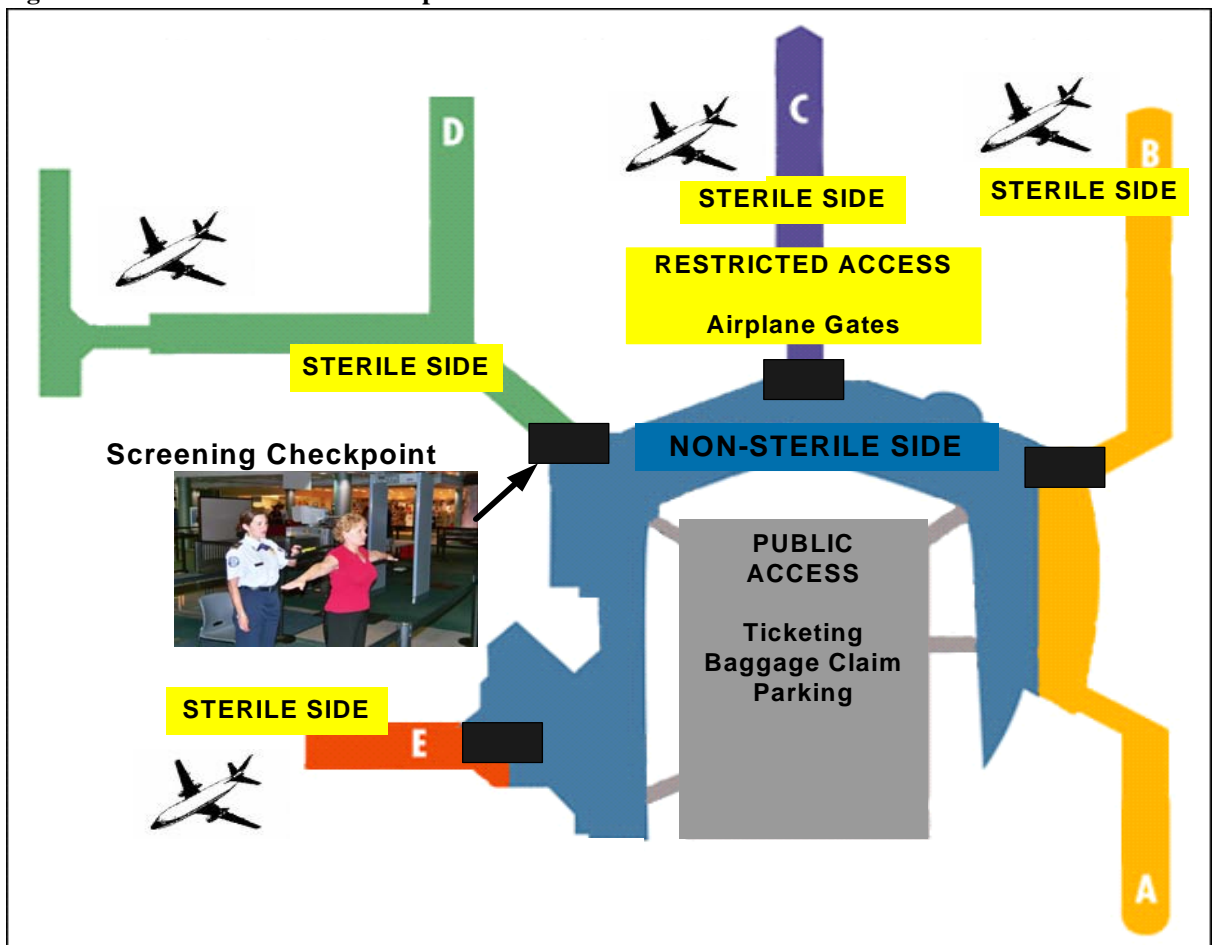 D
C
B
STERILE SIDE
STERILE SIDE
RESTRICTED ACCESS
Airplane Gates
STERILE SIDE
NON-STERILE SIDE
Screening Checkpoint
PUBLIC
ACCESS
Ticketing
Baggage Claim
Parking
STERILE SIDE
E
A